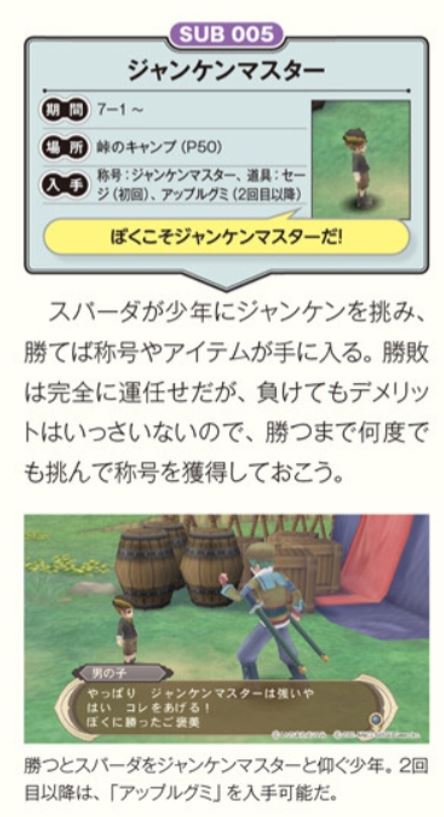 SUB 005
ジャンケンマスター
期間 7−1～
場所 峠のキャンプ（P50）
入手 称号：ジャンケンマスター、道具：セー
ジ（初回）、アップルグミ（2回目以降）
ぼくこそジャンケンマスターだ!
スパーダが少年にジャンケンを挑み、
勝てば称号やアイテムが手に入る。勝敗
は完全に運任せだが、負けてもデメリッ
トはいっさいないので、勝つまで何度で
も挑んで称号を獲得しておこう。
男の子
やっぱり　ジャンケンマスターは強いや
はい　コレをあげる！
ぼくに勝ったご褒美
勝つとスパーダをジャンケンマスターと仰ぐ少年。2回
目以降は、「アップルグミ」を入手可能だ。